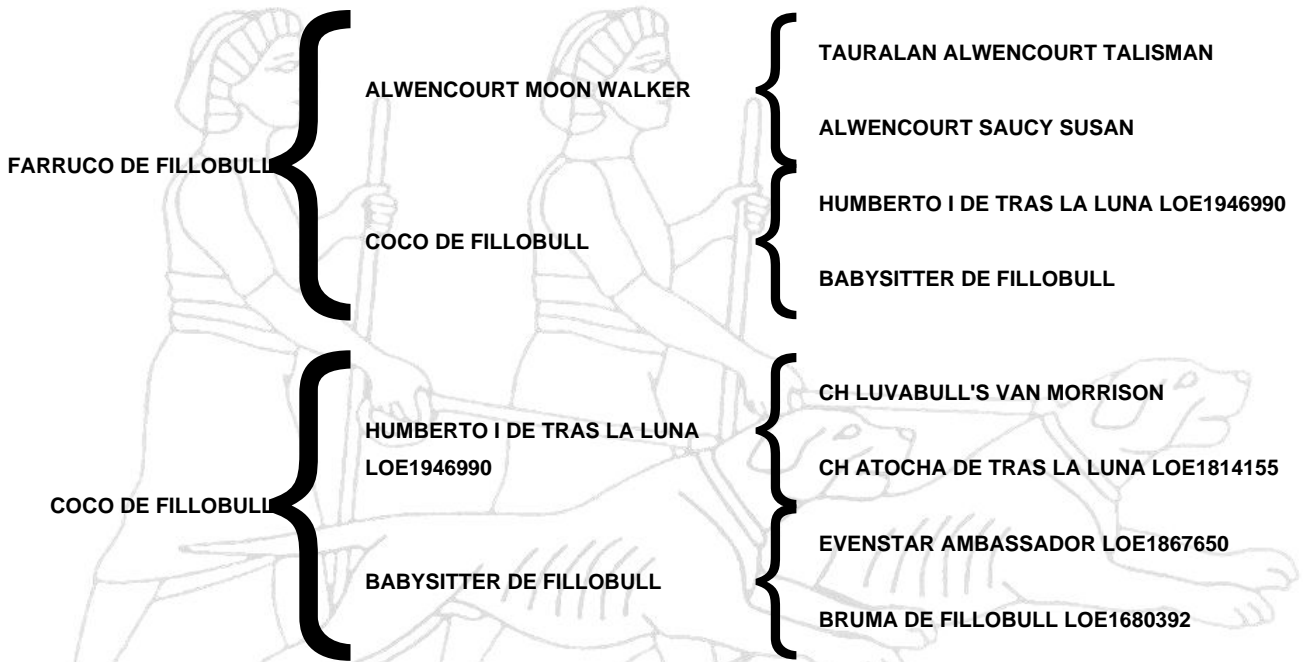 FARRUCO DE FILLOBULL
ALWENCOURT MOON WALKER
TAURALAN ALWENCOURT TALISMAN
ALWENCOURT SAUCY SUSAN
COCO DE FILLOBULL
HUMBERTO I DE TRAS LA LUNA LOE1946990
BABYSITTER DE FILLOBULL
COCO DE FILLOBULL
HUMBERTO I DE TRAS LA LUNA
LOE1946990
CH LUVABULL'S VAN MORRISON
CH ATOCHA DE TRAS LA LUNA LOE1814155
BABYSITTER DE FILLOBULL
EVENSTAR AMBASSADOR LOE1867650
BRUMA DE FILLOBULL LOE1680392